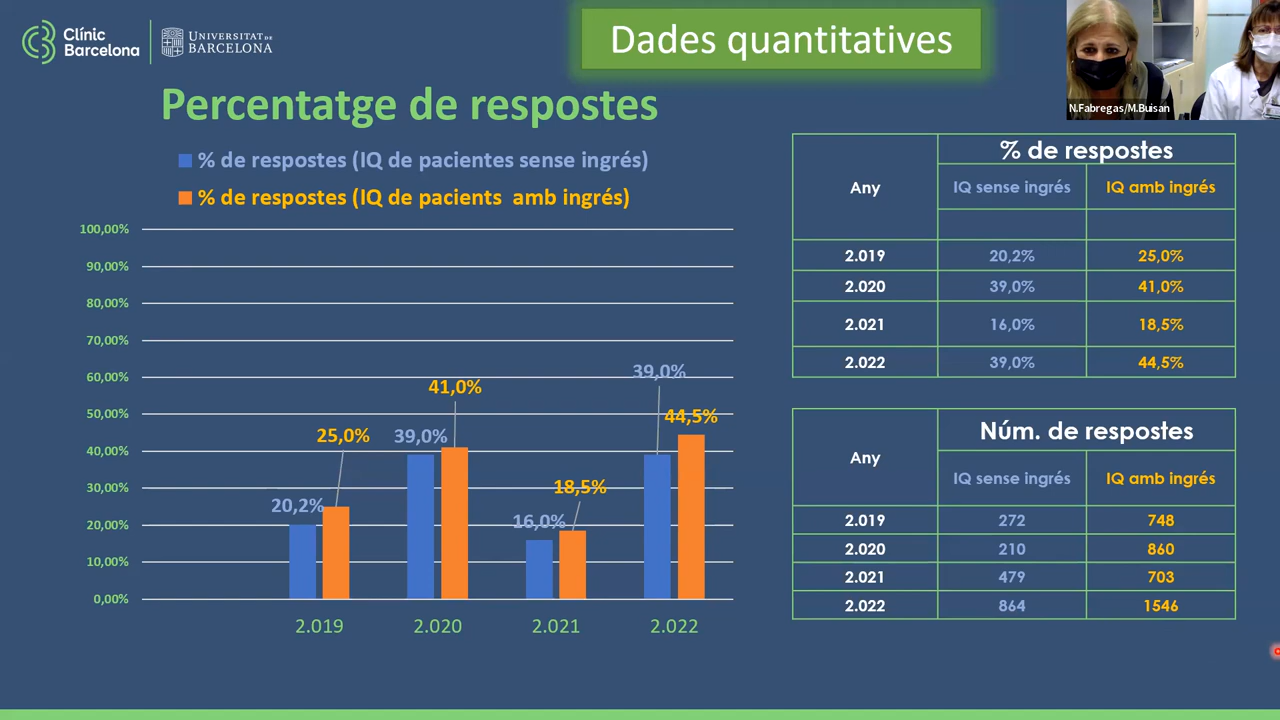 Clínic
Barcelona
UNIVERSITAT DE
BARCELONA
Dades quantitatives
N.Fabregas/M.Buisan
Percentatge de respostes
% de respostes (IQ de pacientes sense ingrés)
% de respostes (IQ de pacients  amb ingrés)
100,00%
90,00%
80,00%
70,00%
60,00%
50,00%
40,00%
30,00%
20,00%
10,00%
0,00%
20,2%
25,0%
39,0%
41,0%
16,0%
18,5%
39,0%
44,5%
2.019 2.020 2.021 2.022
% de respostes
Any IQ sense ingrés IQ amb ingrés
2.019 20,2% 25,0%
2.020 39,0% 41,0%
2.021 16,0% 18,5%
2.022 39,0% 44,5%
Núm. de respostes
Any IQ sense ingrés IQ amb ingrés
2.019 272 748
2.020 210 860
2.021 479 703
2.022 864 1546